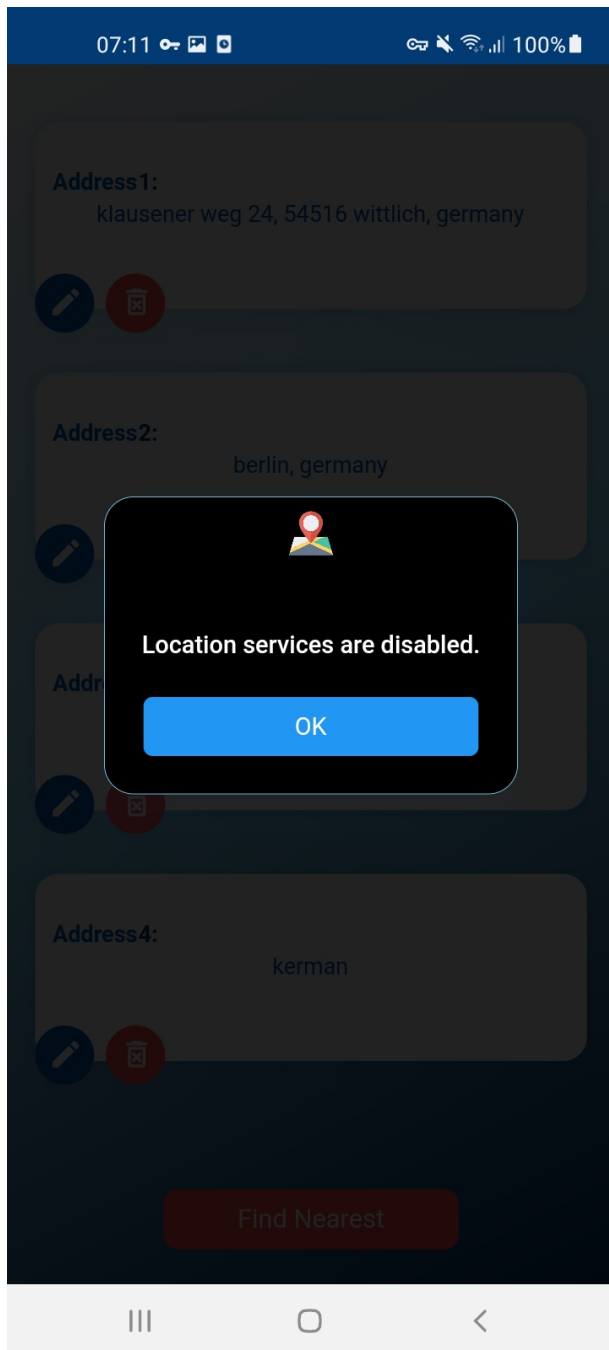 07:11
100%
Address1:
klausener weg 24, 54516 wittlich, germany
Address2:
berlin, germany
Location services are disabled.
OK
Address4:
kerman
Find Nearest